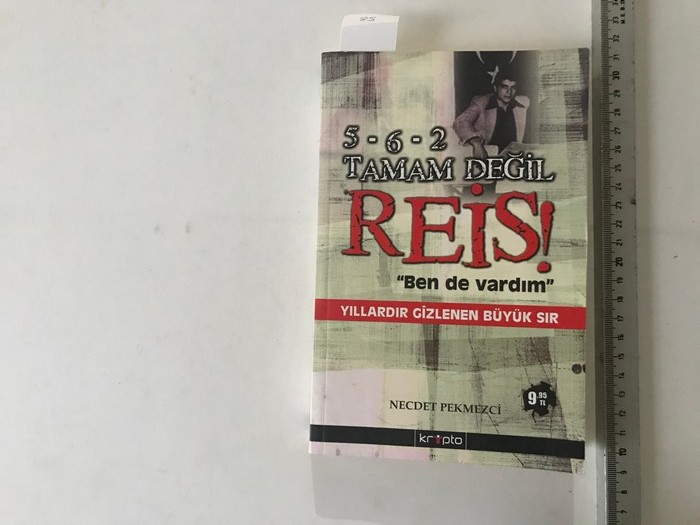 5 - 6 - 2
TAMAM DEĞİL
REİS!
"Ben de vardım"
YILLARDIR GİZLENEN BÜYÜK SIR
NECDET PEKMEZCİ
9.95
TL
kripto